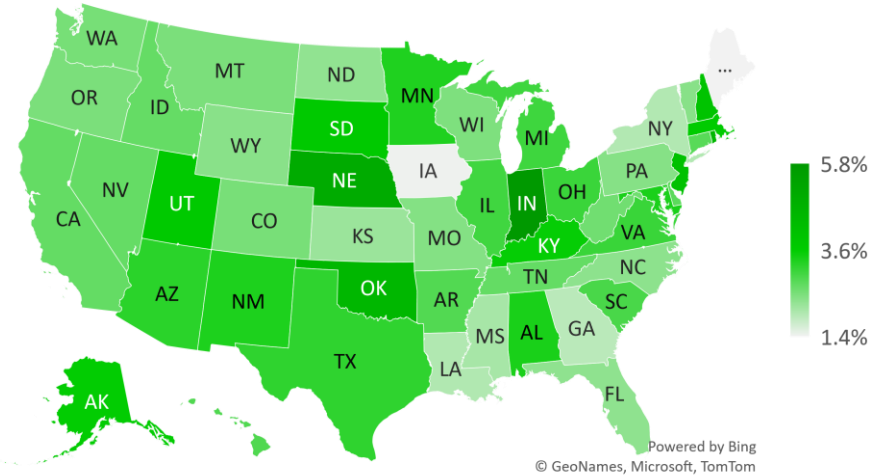 WA
MT
ND
MN
...
OR
ID
SD
WI
MI
NY
WY
NE
IA
PA
5.8%
NV
UT
CO
IL
IN
OH
CA
KS
MO
KY
VA
3.6%
AZ
NM
OK
AR
TN
NC
SC
MS
AL
GA
1.4%
TX
LA
AK
FL
Powered by Bing
© GeoNames, Microsoft, TomTom